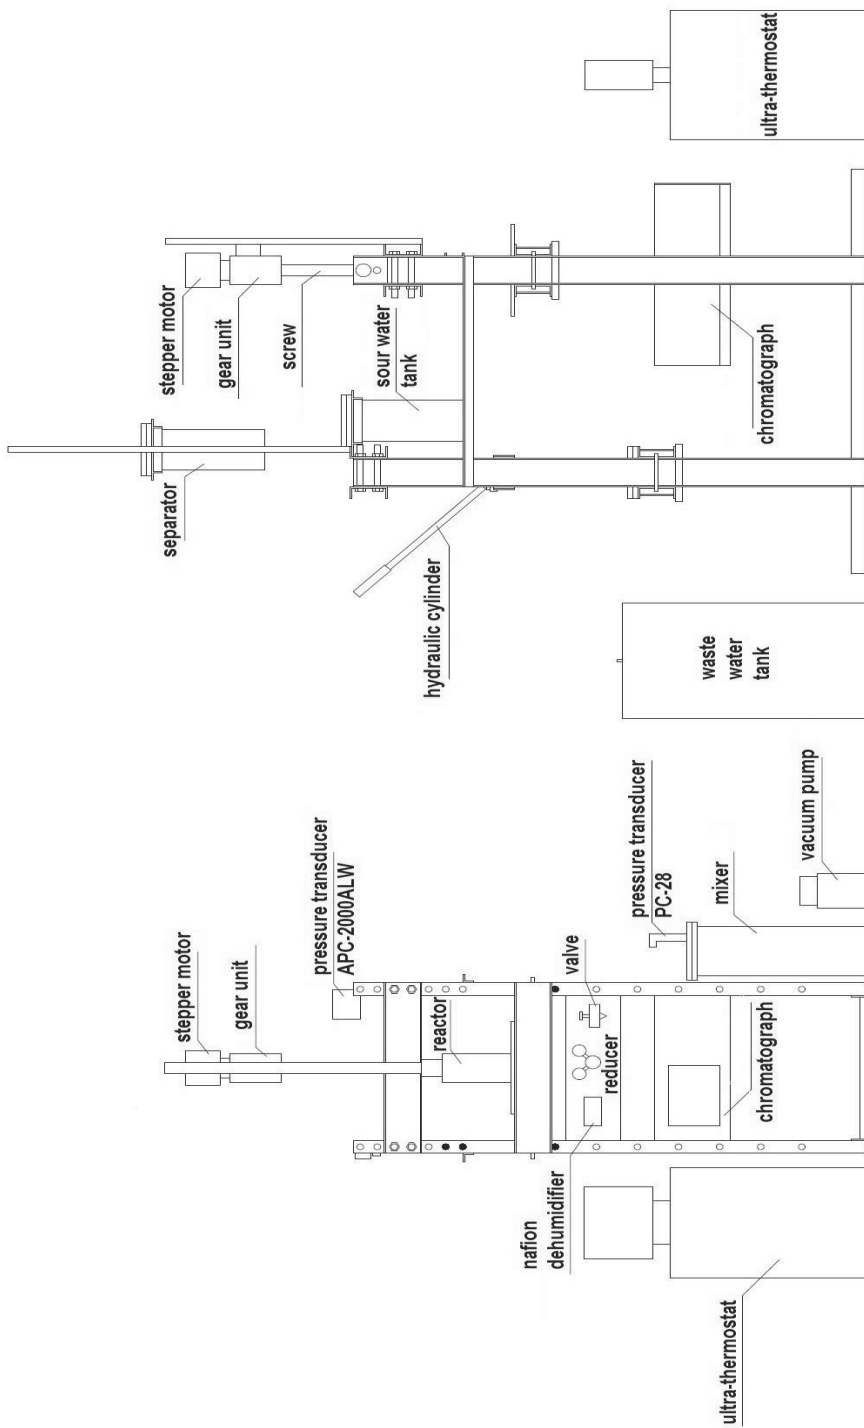 stepper motor
gear unit
pressure transducer
APC-2000ALW
reactor
valve
reducer
nafion
dehumidifier
chromatograph
ultra-thermostat
pressure transducer
PC-28
mixer
vacuum pump
separator
stepper motor
gear unit
screw
sour water
tank
hydraulic cylinder
waste
water
tank
chromatograph
ultra-thermostat